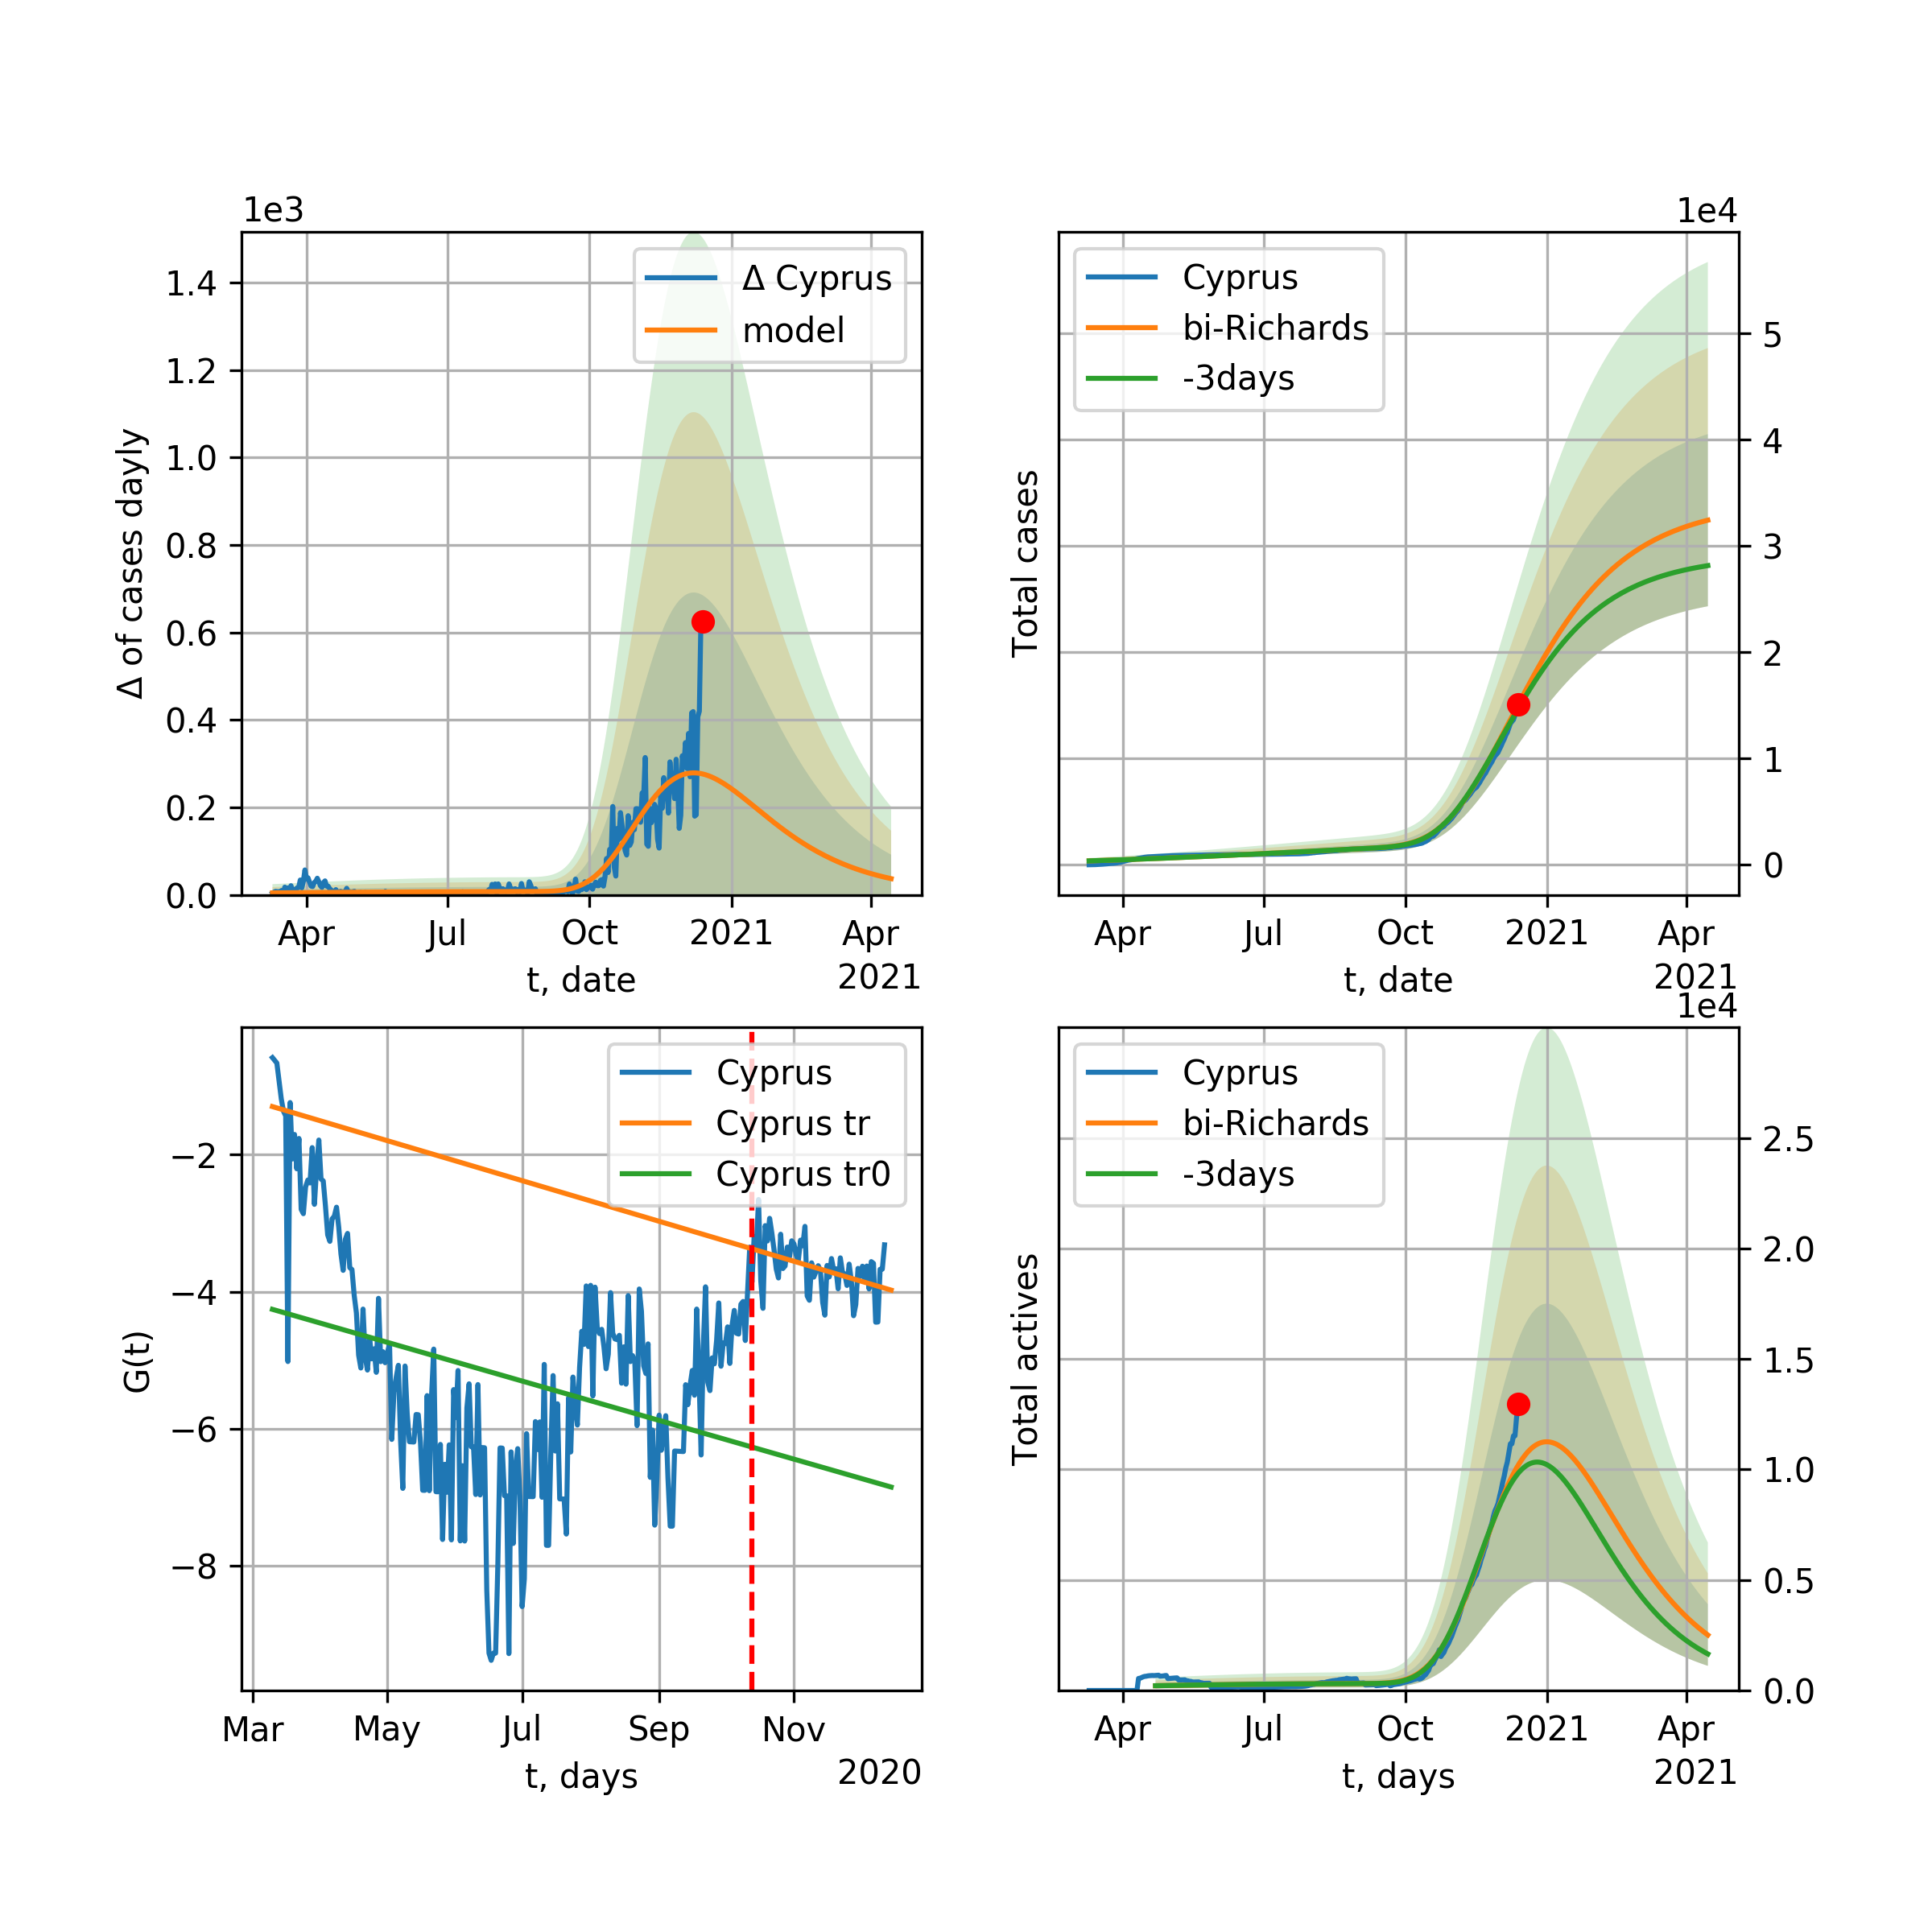 1e3
Δ of cases dayly
1.4
1.2
1.0
0.8
0.6
0.4
0.2
0.0
Δ Cyprus
model
Apr
Jul
Oct
2021
Apr
t, date
2021
1e4
Total cases
Cyprus
bi-Richards
-3days
5
4
3
2
1
0
Apr
Jul
Oct
2021
Apr
t, date
2021
G(t)
−2
−4
−6
−8
Cyprus
Cyprus tr
Cyprus tr0
Mar
May
Jul
Sep
Nov
t, days
2020
1e4
Total actives
Cyprus
bi-Richards
-3days
2.5
2.0
1.5
1.0
0.5
0.0
Apr
Jul
Oct
2021
Apr
t, days
2021